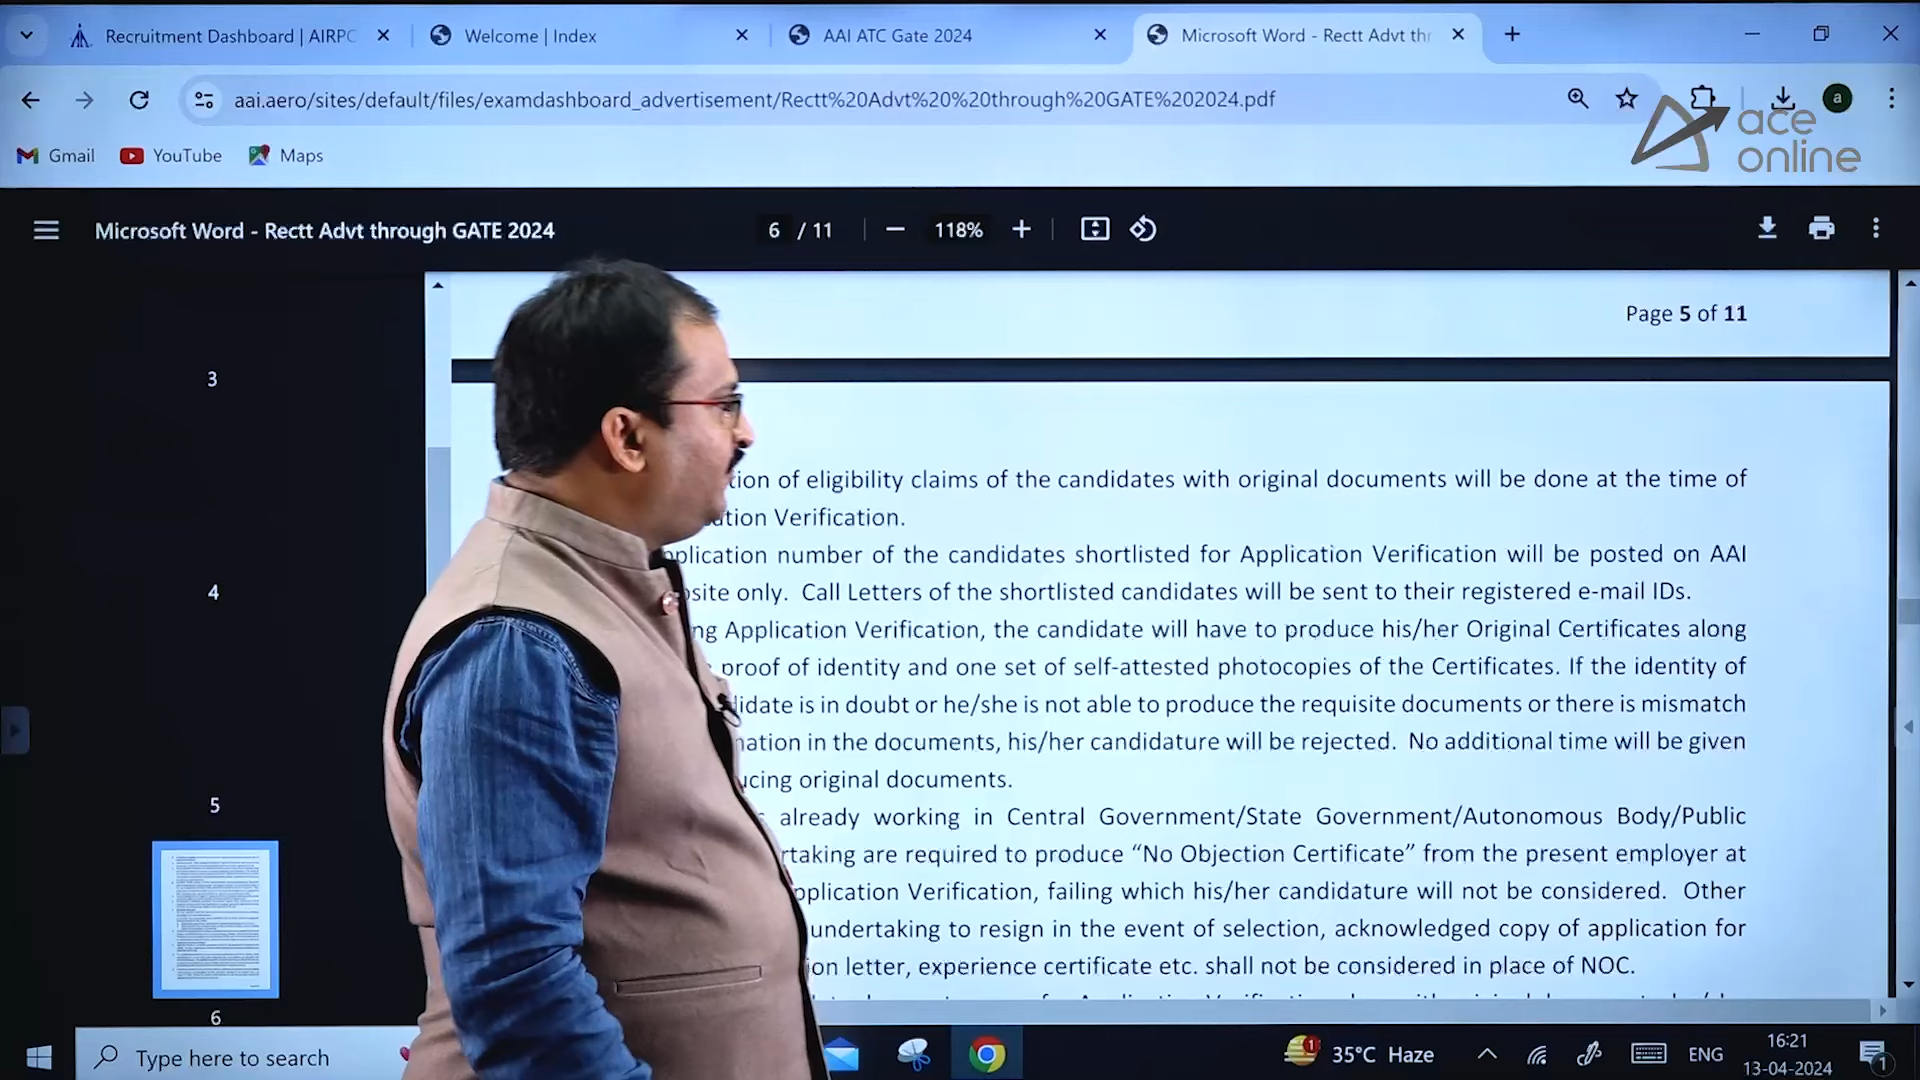 Recruitment Dashboard | AIRPO
Welcome | Index
AAI ATC Gate 2024
Microsoft Word - Rectt Advt thr
aai.aero/sites/default/files/examdashboard_advertisement/Rectt%20Advt%20%20through%20GATE%202024.pdf
a
Gmail
YouTube
Maps
ace
online
Microsoft Word - Rectt Advt through GATE 2024
6 / 11
118%
Page 5 of 11
3
4
5
6
of eligibility claims of the candidates with original documents will be done at the time of
Verification.
number of the candidates shortlisted for Application Verification will be posted on AAI
only. Call Letters of the shortlisted candidates will be sent to their registered e-mail IDs.
Application Verification, the candidate will have to produce his/her Original Certificates along
proof of identity and one set of self-attested photocopies of the Certificates. If the identity of
is in doubt or he/she is not able to produce the requisite documents or there is mismatch
in the documents, his/her candidature will be rejected. No additional time will be given
original documents.
already working in Central Government/State Government/Autonomous Body/Public
are required to produce “No Objection Certificate” from the present employer at
Verification, failing which his/her candidature will not be considered. Other
undertaking to resign in the event of selection, acknowledged copy of application for
letter, experience certificate etc. shall not be considered in place of NOC.
Type here to search
1
35°C Haze
ENG
16:21
13-04-2024
1